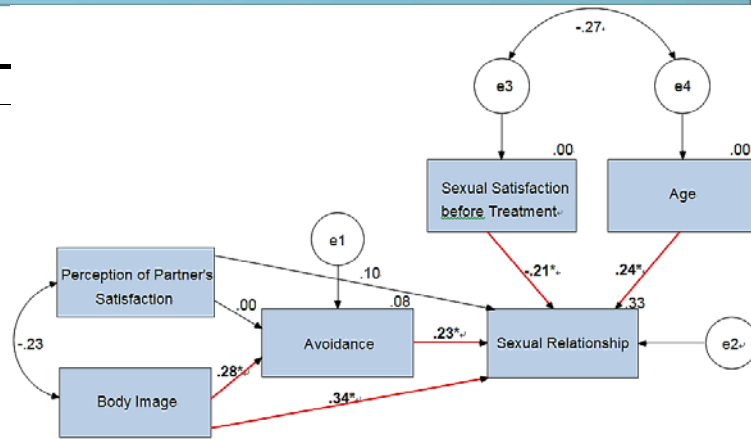 -.27
e3
e4
.00
.00
Sexual Satisfaction
before Treatment
Age
e1
Perception of Partner's
Satisfaction
.10
-.21*
.24*
.00
.08
.33
Avoidance
.23*
Sexual Relationship
e2
-.23
.28*
Body Image
.34*